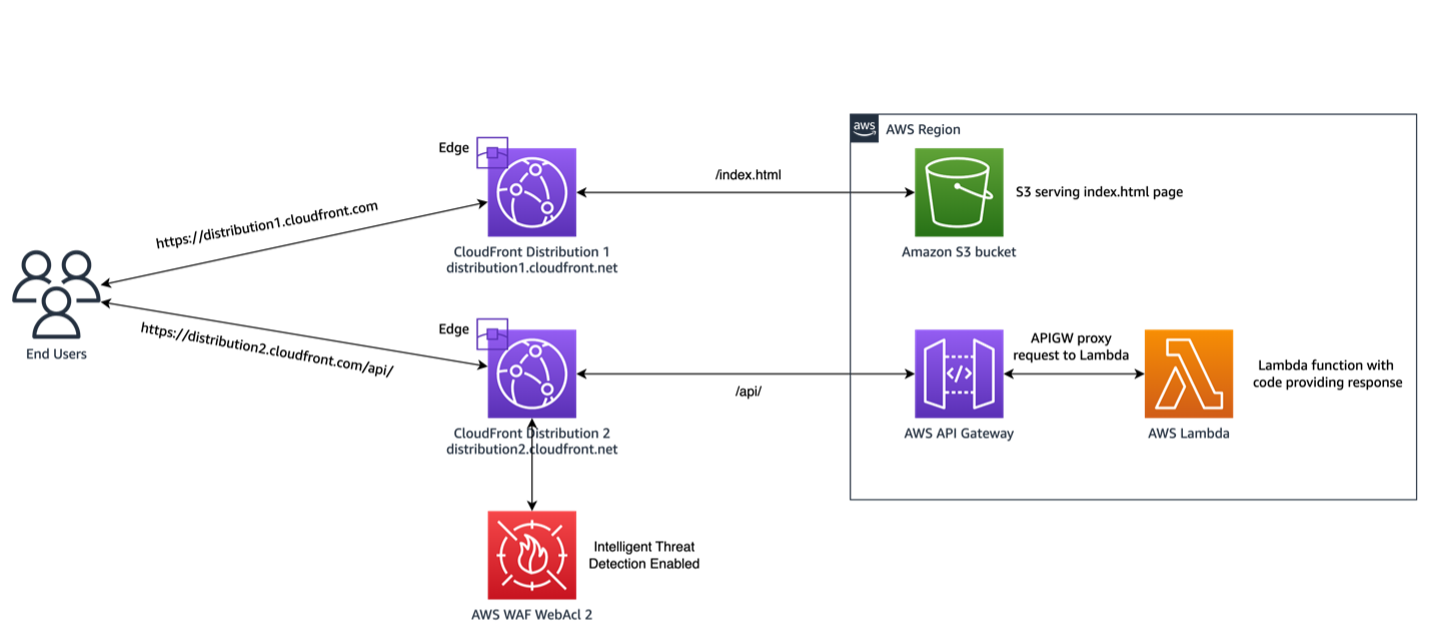 aws
AWS Region
Edge
/index.html
S3 serving index.html page
https://distribution1.cloudfront.com
CloudFront Distribution 1
distribution1.cloudfront.net
Amazon S3 bucket
End Users
https://distribution2.cloudfront.com/api/
Edge
APIGW proxy
request to Lambda
</>
Lambda function with
code providing response
/api/
CloudFront Distribution 2
distribution2.cloudfront.net
AWS API Gateway
AWS Lambda
Intelligent Threat
Detection Enabled
AWS WAF WebAcl 2